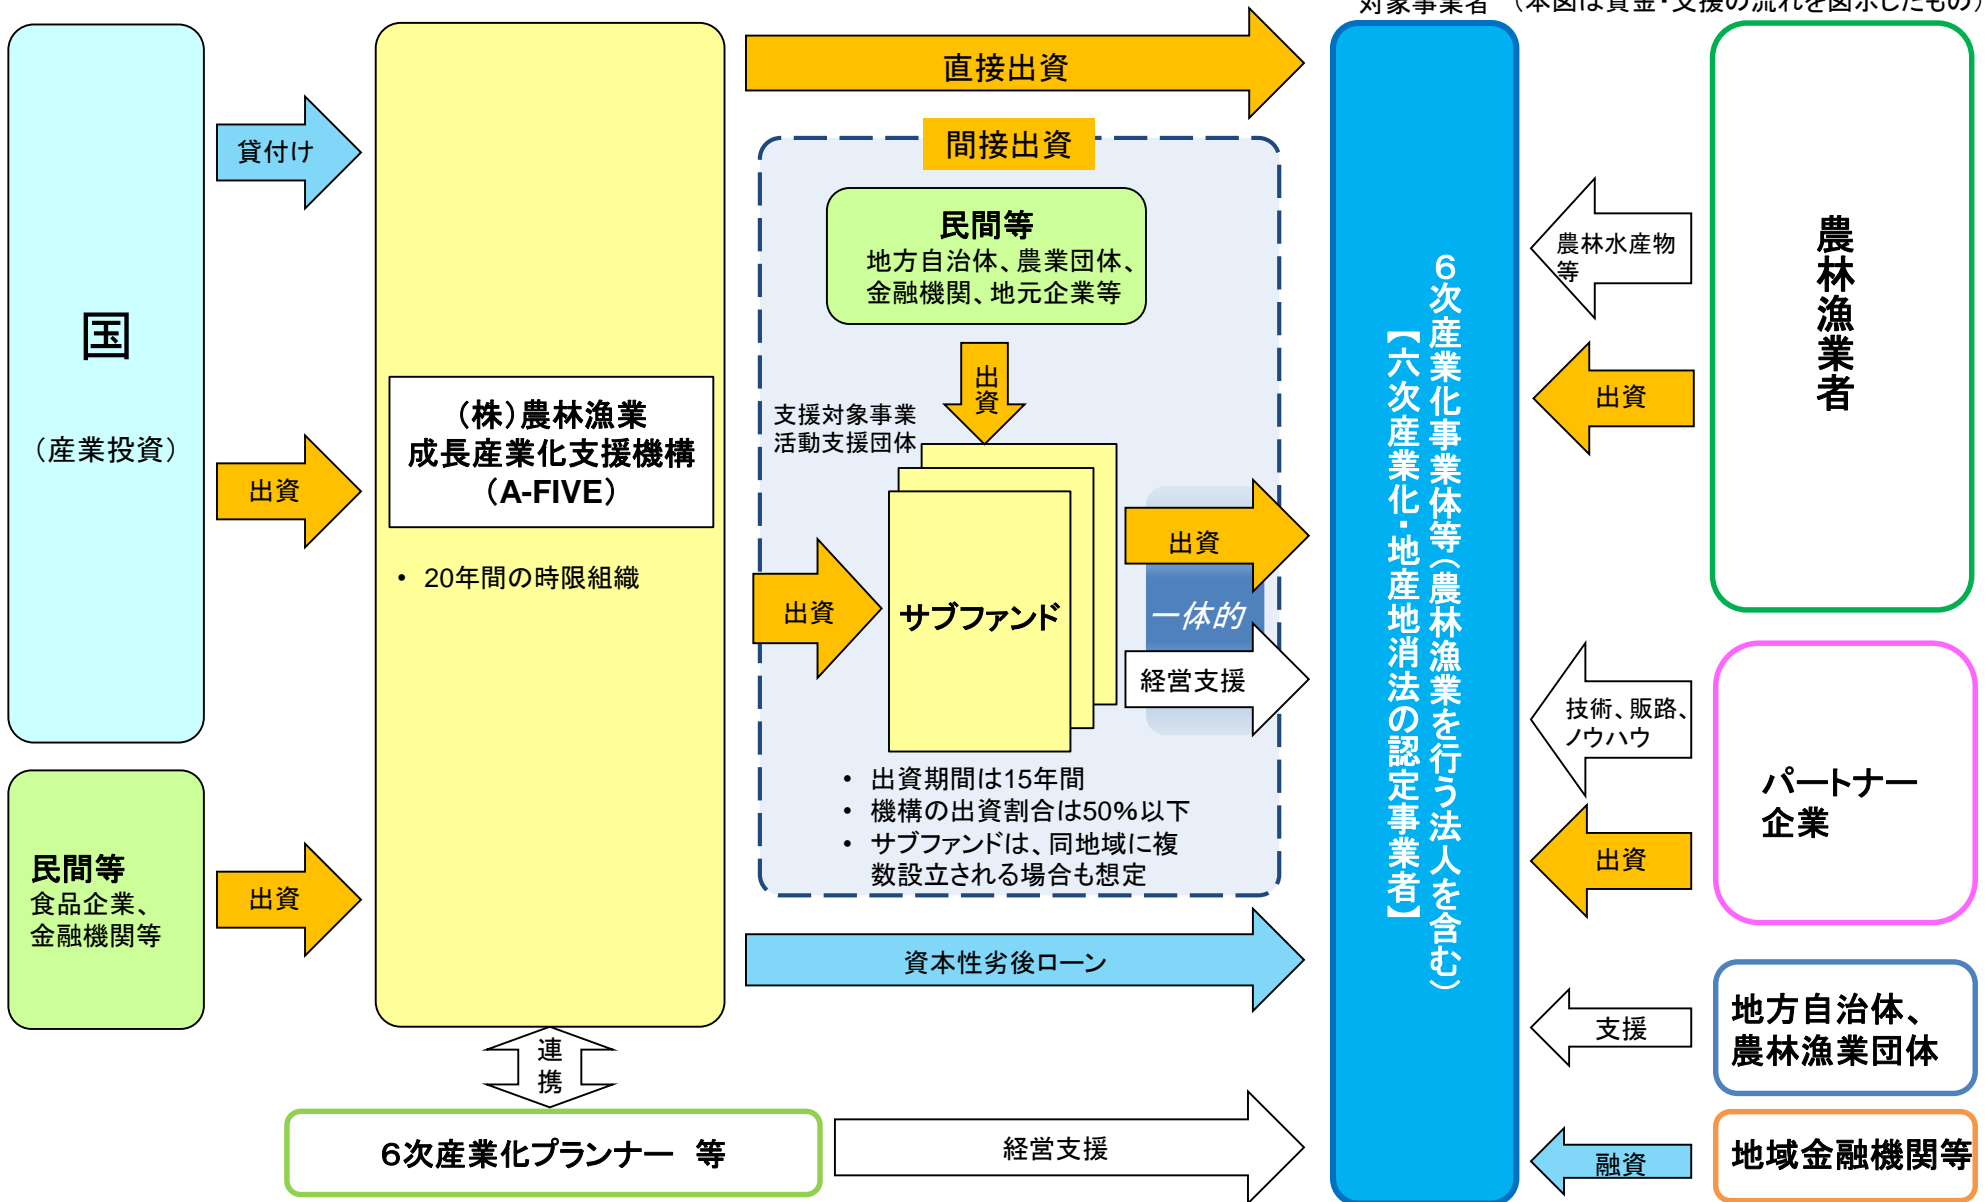 対象事業者 (本図は資金・支援の流れを図示したもの)
国
(産業投資)
貸付け
出資
民間等
食品企業、
金融機関等
出資
(株)農林漁業
成長産業化支援機構
(A-FIVE)
・ 20年間の時限組織
直接出資
間接出資
民間等
地方自治体、農業団体、
金融機関、地元企業等
出資
支援対象事業
活動支援団体
出資
サブファンド
出資
一体的
経営支援
・ 出資期間は15年間
・ 機構の出資割合は50%以下
・ サブファンドは、同地域に複
数設立される場合も想定
資本性劣後ローン
連携
6次産業化プランナー 等
経営支援
6次産業化事業体等(農林漁業を行う法人を含む)
【六次産業化・地産地消法の認定事業者】
農林水産物
等
出資
農林漁業者
技術、販路、
ノウハウ
出資
パートナー
企業
支援
地方自治体、
農林漁業団体
融資
地域金融機関等